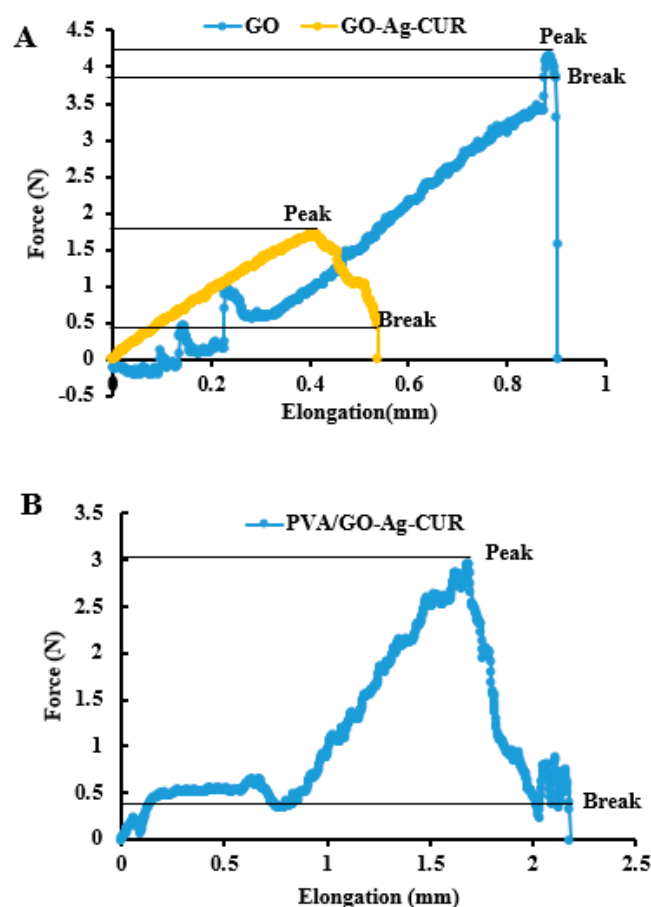 A
GO GO-Ag-CUR
4.5
4
3.5
3
2.5
2
1.5
1
0.5
0
-0.5
Force (N)
Peak
Break
Peak
Break
0 0.2 0.4 0.6 0.8 1
Elongation(mm)
B
PVA/GO-Ag-CUR
3.5
3
2.5
2
1.5
1
0.5
0
Force (N)
Peak
Break
0 0.5 1 1.5 2 2.5
Elongation (mm)